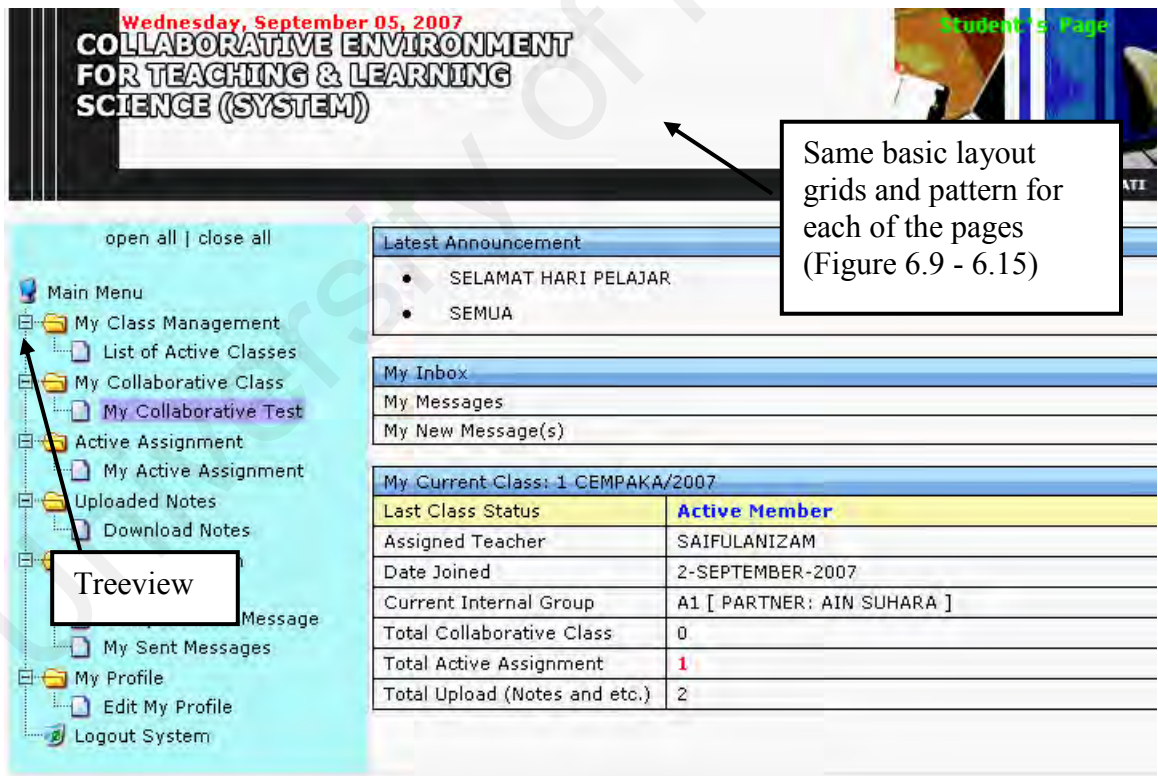 Wednesday, September 05, 2007
Student's Page
COLLABORATIVE ENVIRONMENT
FOR TEACHING & LEARNING
SCIENCE (SYSTEM)
Same basic layout
grids and pattern for
each of the pages
(Figure 6.9 - 6.15)
open all | close all
Main Menu
My Class Management
List of Active Classes
My Collaborative Class
My Collaborative Test
Active Assignment
My Active Assignment
Uploaded Notes
Download Notes
Treeview
Message
My Sent Messages
My Profile
Edit My Profile
Logout System
Latest Announcement
• SELAMAT HARI PELAJAR
• SEMUA
My Inbox
My Messages
My New Message(s)
My Current Class: 1 CEMPAKA/2007
Last Class Status Active Member
Assigned Teacher SAIFULANIZAM
Date Joined 2-SEPTEMBER-2007
Current Internal Group A1 [ PARTNER: AIN SUHARA ]
Total Collaborative Class 0
Total Active Assignment 1
Total Upload (Notes and etc.) 2